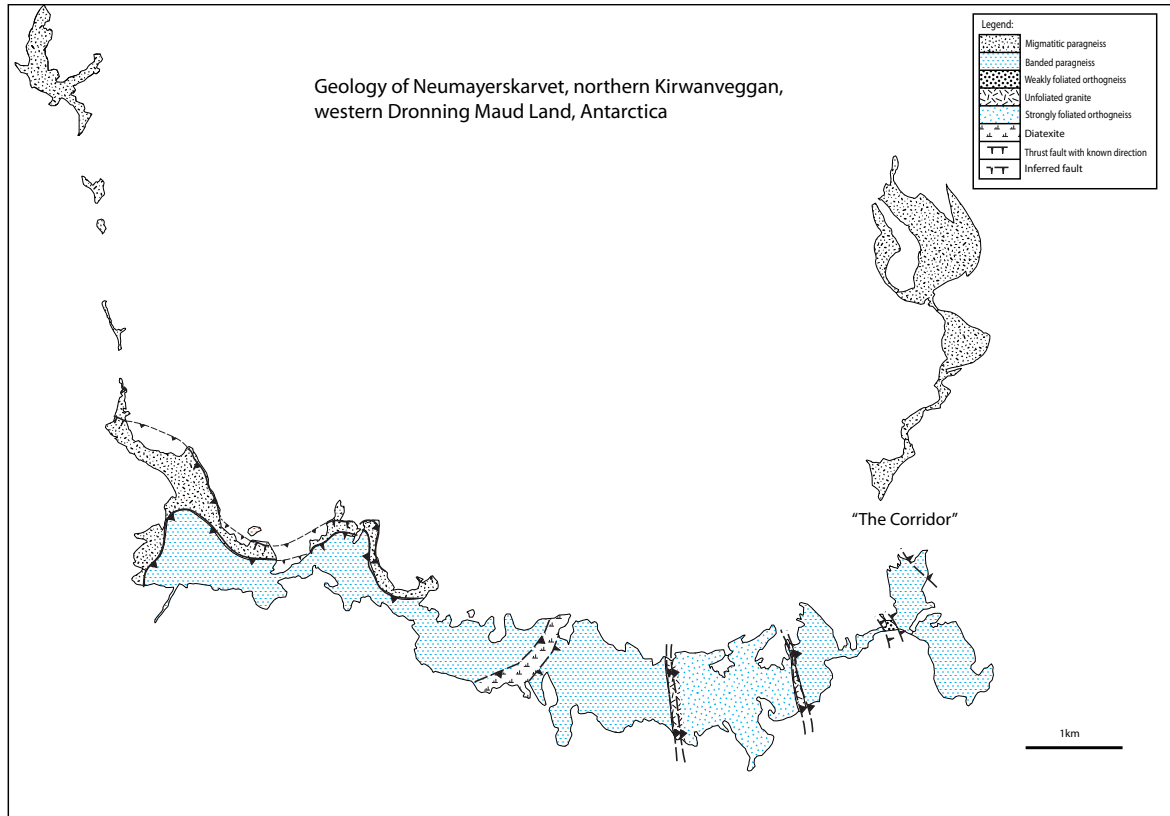 Geology of Neumayerskarvet, northern Kirwanveggan,
western Dronning Maud Land, Antarctica
Legend:
Migmatitic paragneiss
Banded paragneiss
Weakly foliated orthogneiss
Unfoliated granite
Strongly foliated orthogneiss
Diatexite
Thrust fault with known direction
Inferred fault
"The Corridor"
1km